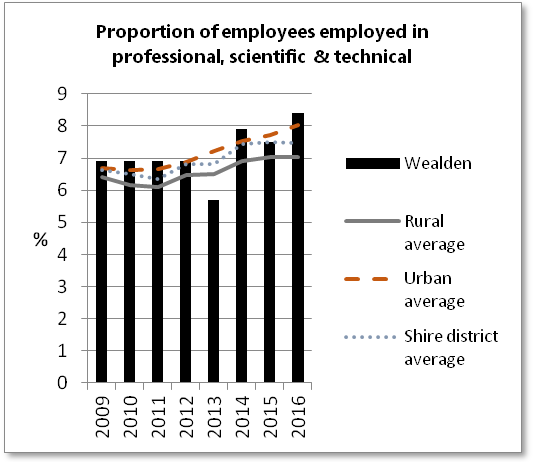 Proportion of employees employed in
professional, scientific & technical
9
8
7
6
5
4
3
2
1
0
%
2009
2010
2011
2012
2013
2014
2015
2016
Wealden
Rural
average
Urban
average
Shire district
average